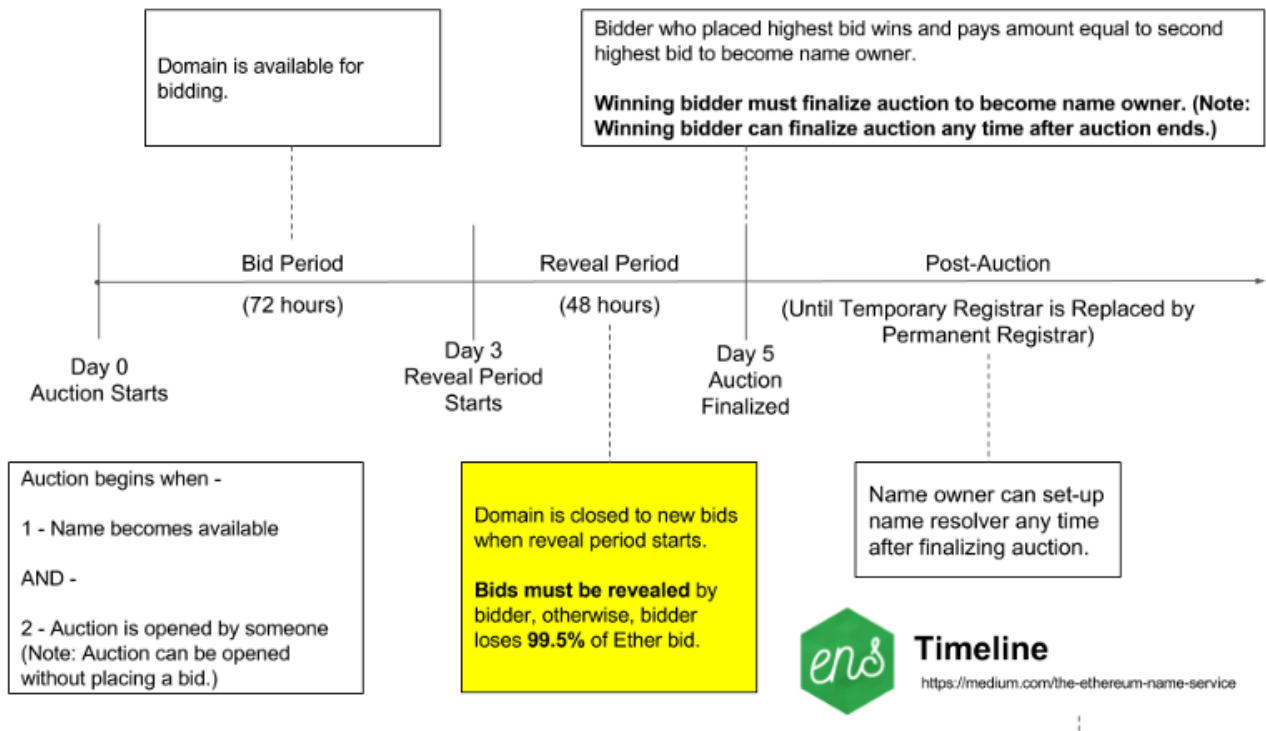 Domain is available for
bidding.
Bidder who placed highest bid wins and pays amount equal to second
highest bid to become name owner.
Winning bidder must finalize auction to become name owner. (Note:
Winning bidder can finalize auction any time after auction ends.)
Bid Period
(72 hours)
Reveal Period
(48 hours)
Post-Auction
(Until Temporary Registrar is Replaced by
Permanent Registrar)
Day 0
Auction Starts
Day 3
Reveal Period
Starts
Day 5
Auction
Finalized
Auction begins when -
1 - Name becomes available
AND -
2 - Auction is opened by someone
(Note: Auction can be opened
without placing a bid.)
Domain is closed to new bids
when reveal period starts.
Bids must be revealed by
bidder, otherwise, bidder
loses 99.5% of Ether bid.
Name owner can set-up
name resolver any time
after finalizing auction.
ens
Timeline
https://medium.com/the-ethereum-name-service